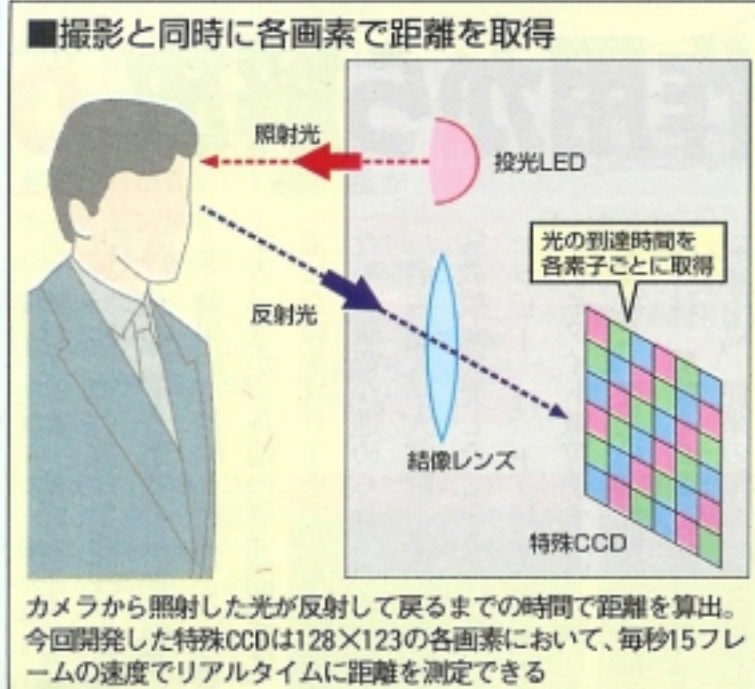 ■撮影と同時に各画素で距離を取得
照射光
投光LED
光の到達時間を
各素子ごとに取得
反射光
結像レンズ
特殊CCD
カメラから照射した光が反射して戻るまでの時間で距離を算出。
今回開発した特殊CCDは128×123の各画素において、毎秒15フレ
ームの速度でリアルタイムに距離を測定できる